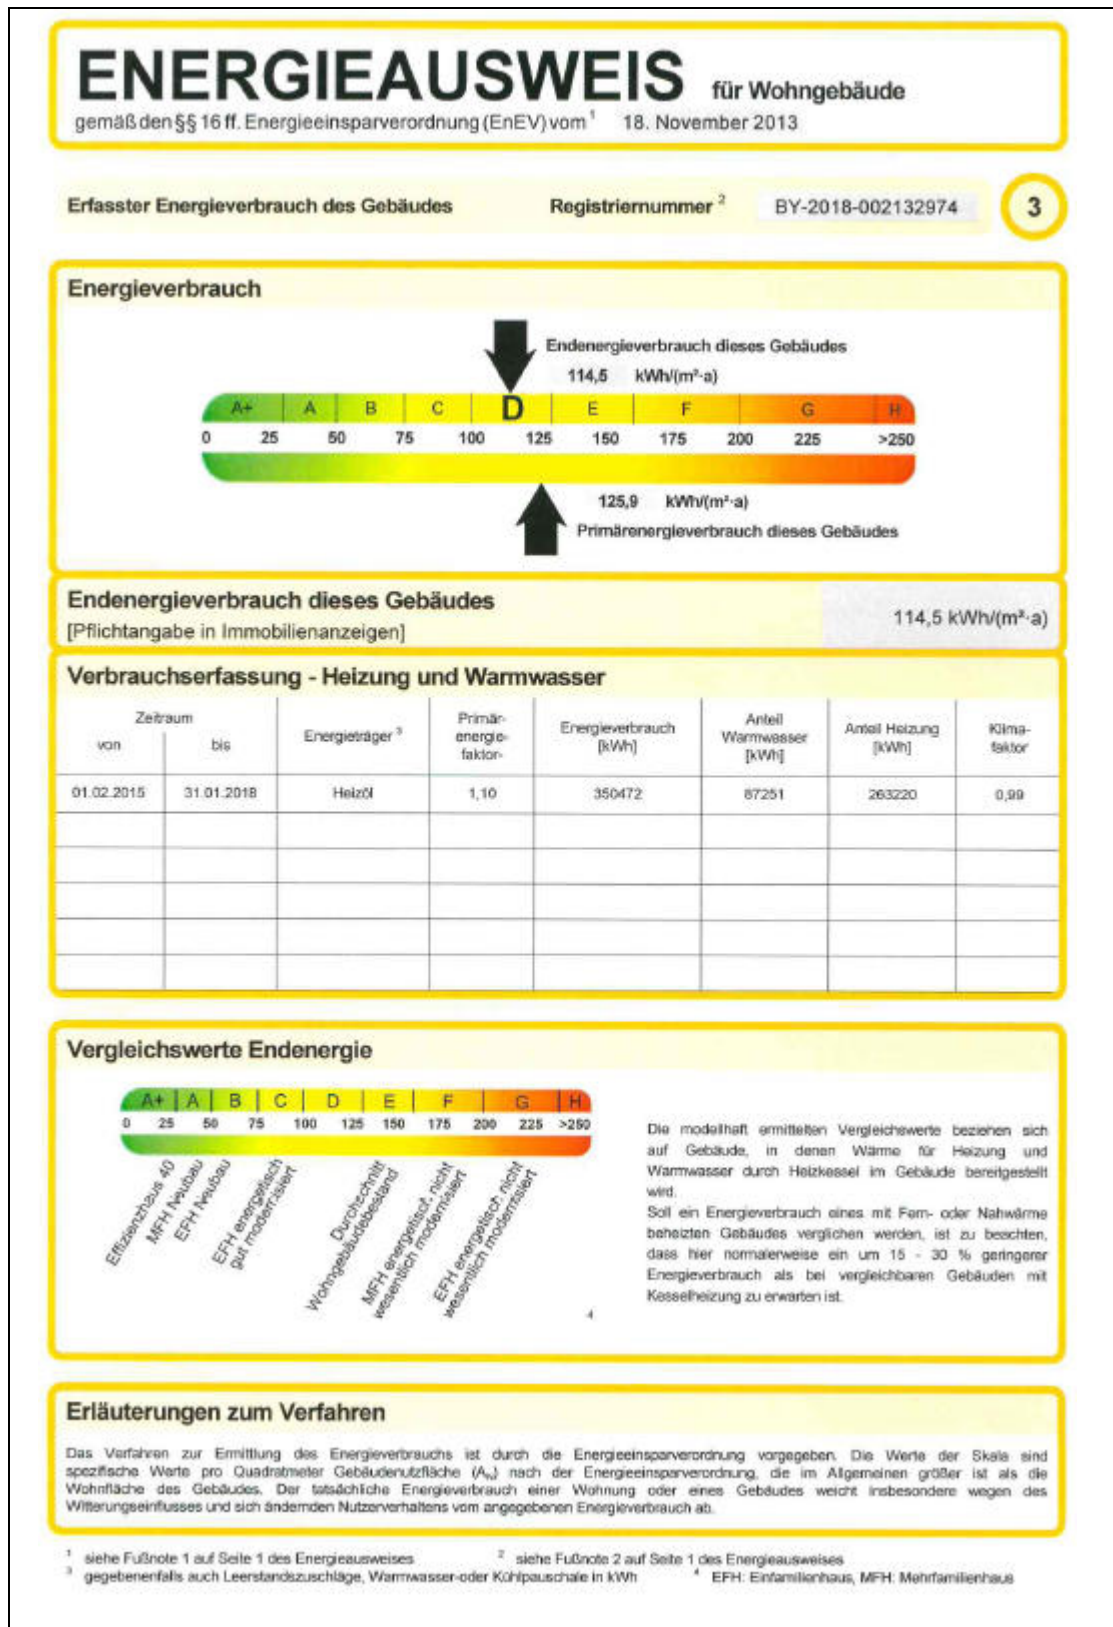 ENERGIEAUSWEIS für Wohngebäude
gemäß den §§ 16 ff. Energieeinsparverordnung (EnEV) vom 1 18. November 2013
Erfasster Energieverbrauch des Gebäudes Registriernummer 2 BY-2018-002132974 3
Energieverbrauch
Endenergieverbrauch dieses Gebäudes
114,5 kWh/(m²·a)
A+ A B C D E F G H
0 25 50 75 100 125 150 175 200 225 >250
125,9 kWh/(m²·a)
Primärenergieverbrauch dieses Gebäudes
Endenergieverbrauch dieses Gebäudes
[Pflichtangabe in Immobilienanzeigen]
114,5 kWh/(m²·a)
Verbrauchserfassung - Heizung und Warmwasser
Zeitraum
von bis
Energieträger 3
Primär-
energie-
faktor-
Energieverbrauch
[kWh]
Anteil
Warmwasser
[kWh]
Anteil Heizung
[kWh]
Klima-
faktor
01.02.2015 31.01.2018 Heizöl 1,10 350472 87251 263220 0,99
Vergleichswerte Endenergie
A+ A B C D E F G H
0 25 50 75 100 125 150 175 200 225 >250
Effizienzhaus 40
MFH Neubau
EFH Neubau
EFH energetisch
gut modernisiert
Durchschnitt
Wohngebäudebestand
MFH energetisch nicht
wesentlich modernisiert
EFH energetisch nicht
wesentlich modernisiert
4
Die modellhaft ermittelten Vergleichswerte beziehen sich
auf Gebäude, in denen Wärme für Heizung und
Warmwasser durch Heizkessel im Gebäude bereitgestellt
wird.
Soll ein Energieverbrauch eines mit Fern- oder Nahwärme
beheizten Gebäudes verglichen werden, ist zu beachten,
dass hier normalerweise ein um 15 - 30 % geringerer
Energieverbrauch als bei vergleichbaren Gebäuden mit
Kesselheizung zu erwarten ist.
Erläuterungen zum Verfahren
Das Verfahren zur Ermittlung des Energieverbrauchs ist durch die Energieeinsparverordnung vorgegeben. Die Werte der Skala sind
spezifische Werte pro Quadratmeter Gebäudenutzfläche (AN) nach der Energieeinsparverordnung, die im Allgemeinen größer ist als die
Wohnfläche des Gebäudes. Der tatsächliche Energieverbrauch einer Wohnung oder eines Gebäudes weicht insbesondere wegen des
Witterungseinflusses und sich ändernden Nutzerverhaltens vom angegebenen Energieverbrauch ab.
1 siehe Fußnote 1 auf Seite 1 des Energieausweises 2 siehe Fußnote 2 auf Seite 1 des Energieausweises
3 gegebenenfalls auch Leerstandszuschläge, Warmwasser-oder Kühlpauschale in kWh 4 EFH: Einfamilienhaus, MFH: Mehrfamilienhaus